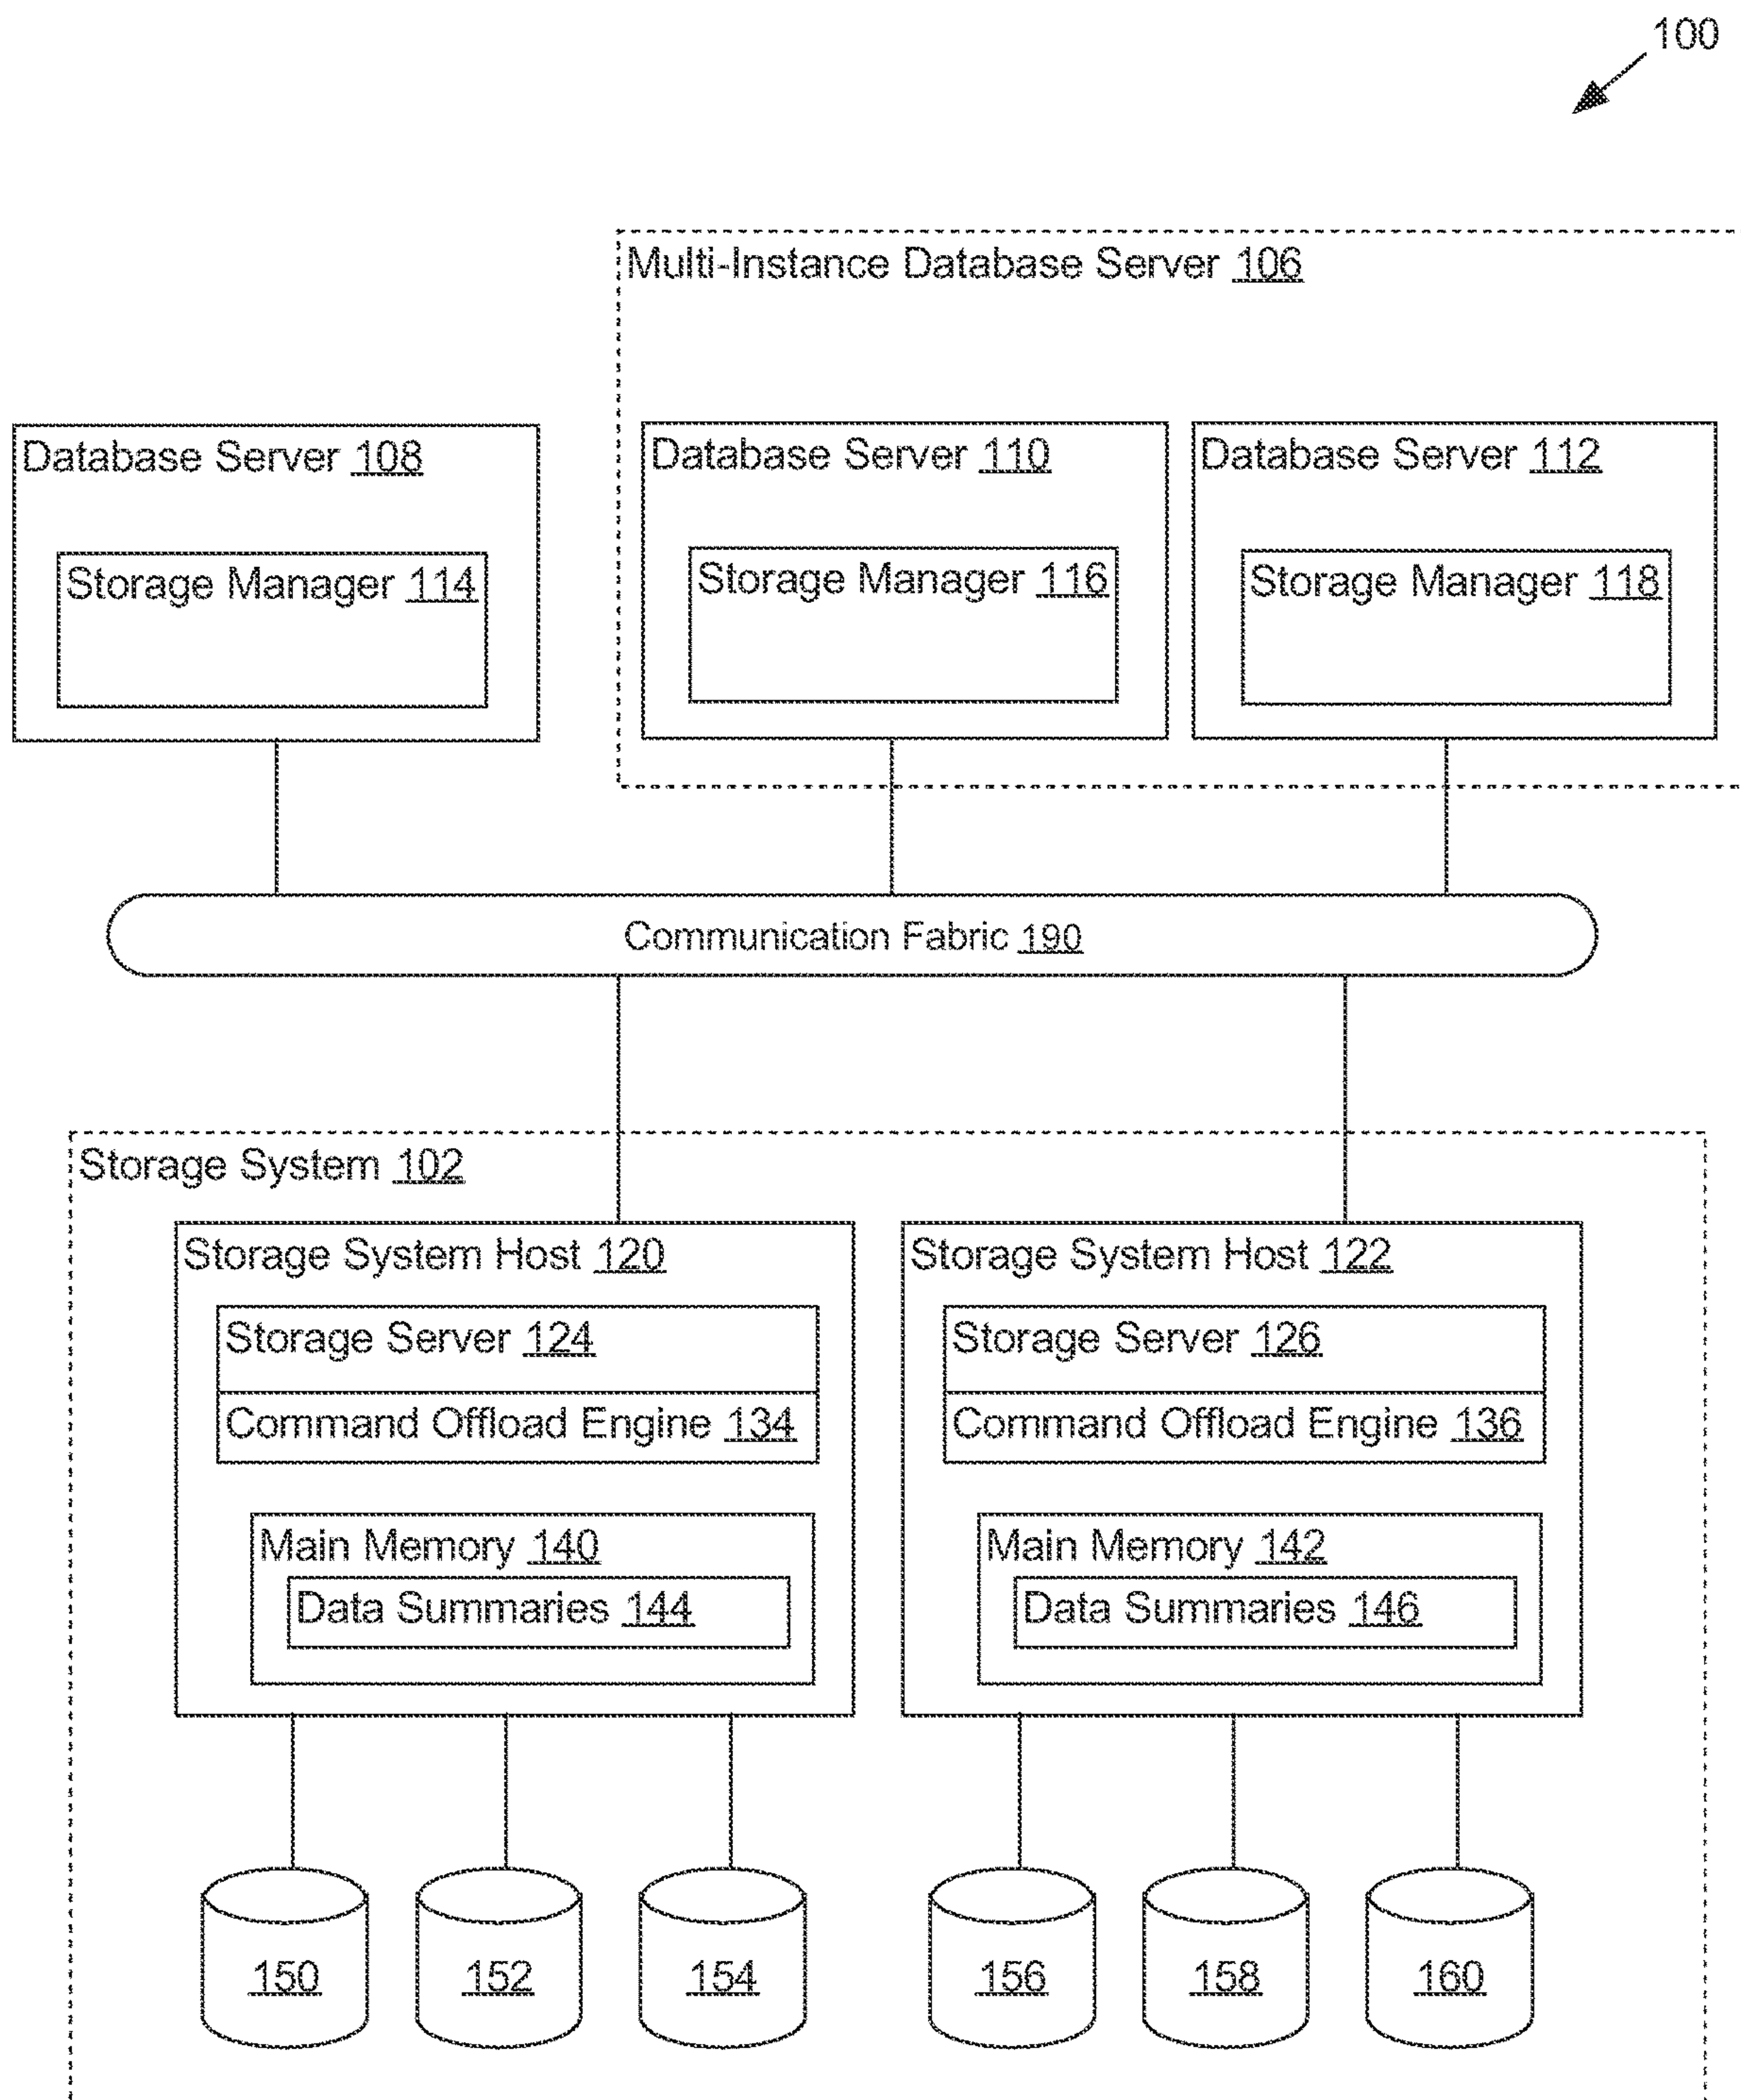 100
Multi-Instance Database Server 106
Database Server 108
Storage Manager 114
Database Server 110
Storage Manager 116
Database Server 112
Storage Manager 118
Communication Fabric 190
Storage System 102
Storage System Host 120
Storage Server 124
Command Offload Engine 134
Main Memory 140
Data Summaries 144
Storage System Host 122
Storage Server 126
Command Offload Engine 136
Main Memory 142
Data Summaries 146
150
152
154
156
158
160